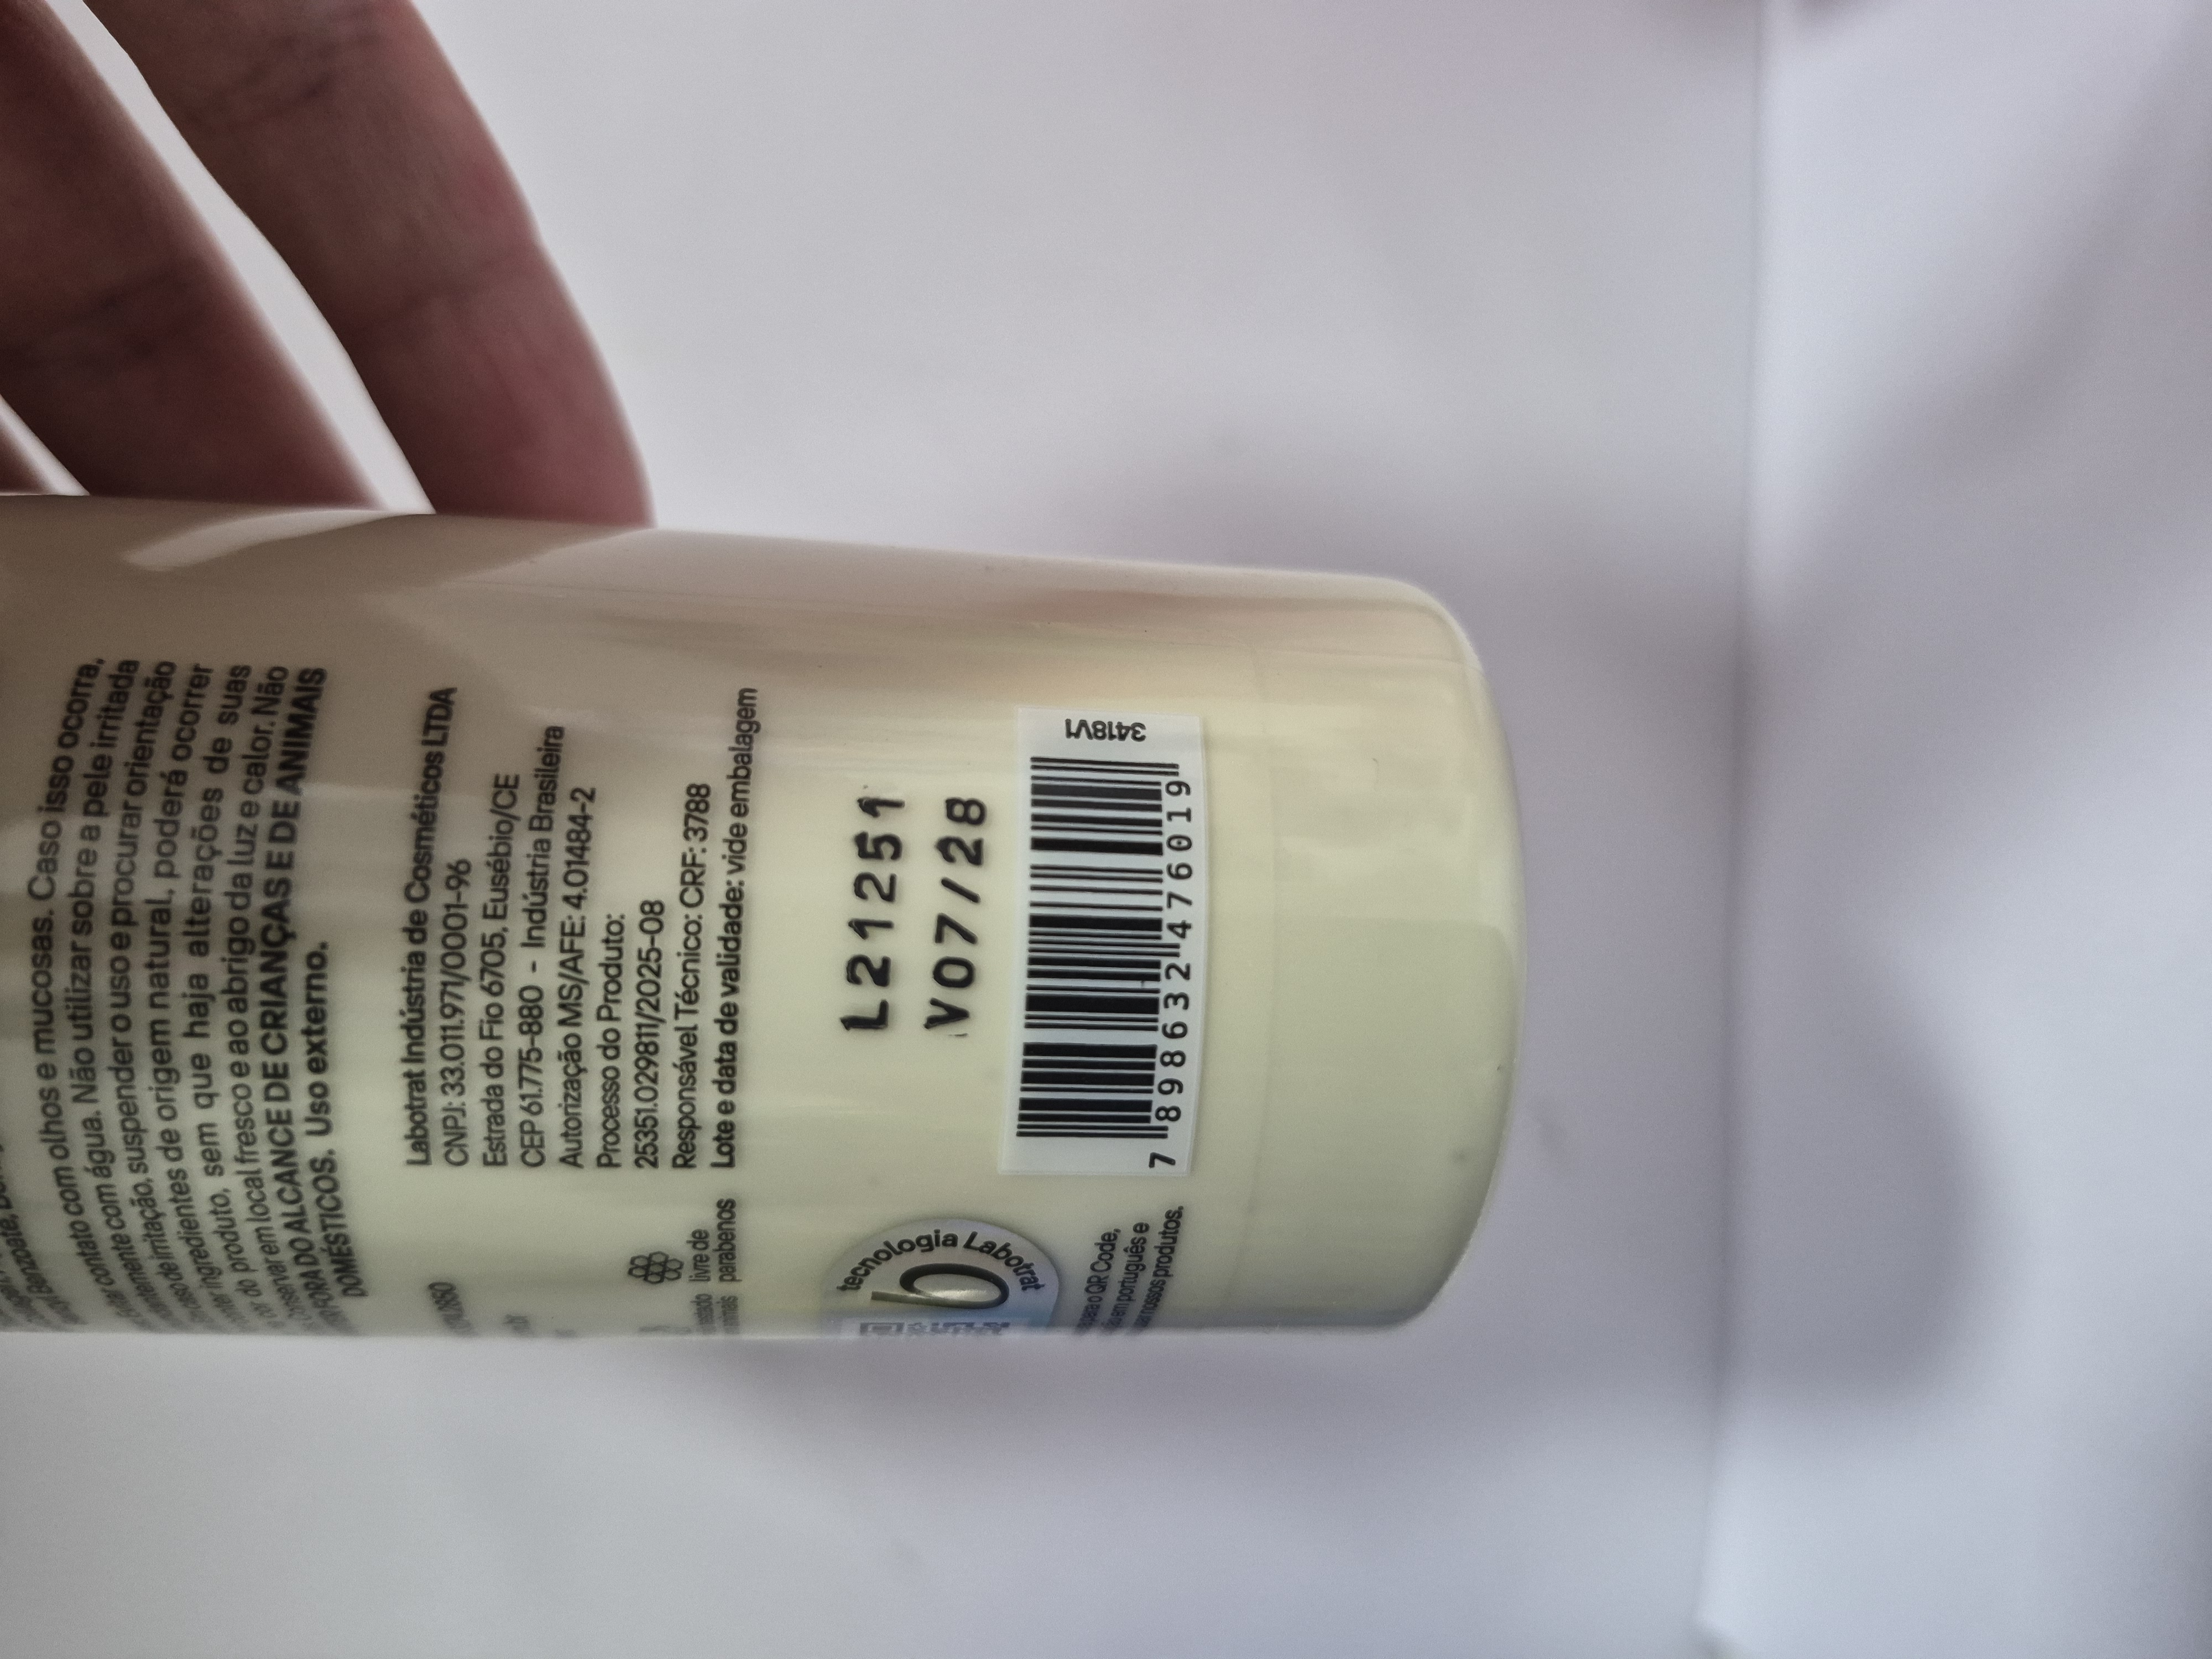 Benzoate,
Evitar contato com olhos e mucosas. Caso isso ocorra,
com água. Não utilizar sobre a pele irritada
caso de irritação, suspender o uso e procurar orientação
conter ingredientes de origem natural, poderá ocorrer
cor do produto, sem que haja alterações de suas
Conservar em local fresco e ao abrigo da luz e calor. Não
FORA DO ALCANCE DE CRIANÇAS E DE ANIMAIS
DOMÉSTICOS. Uso externo.
2850
Labotrat Indústria de Cosméticos LTDA
CNPJ: 33.011.971/0001-96
Estrada do Fio 6705, Eusébio/CE
CEP 61.775-880 - Indústria Brasileira
Autorização MS/AFE: 4.01484-2
Processo do Produto:
25351.029811/2025-08
Responsável Técnico: CRF: 3788
Lote e data de validade: vide embalagem
livre de
parabenos
tecnologia Labotrat
b
L21251
V07/28
para o QR Code,
em português e
nossos produtos.
7 898632 476019
3418V1